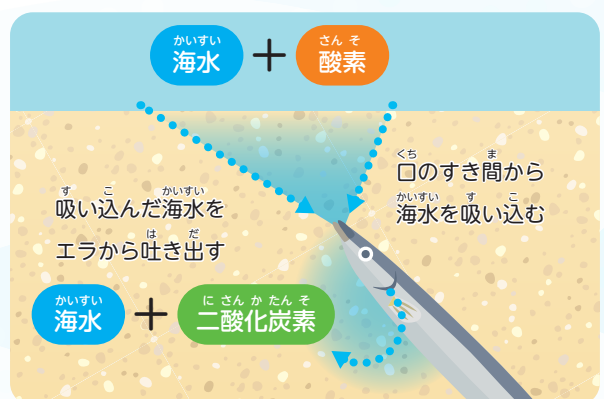 かいすい さんそ
海水 + 酸素
くち ま
口のすき間から
かいすい す こ
海水を吸い込む
す こ かいすい
吸い込んだ海水を
は だ
エラから吐き出す
かいすい にさんかたんそ
海水 + 二酸化炭素